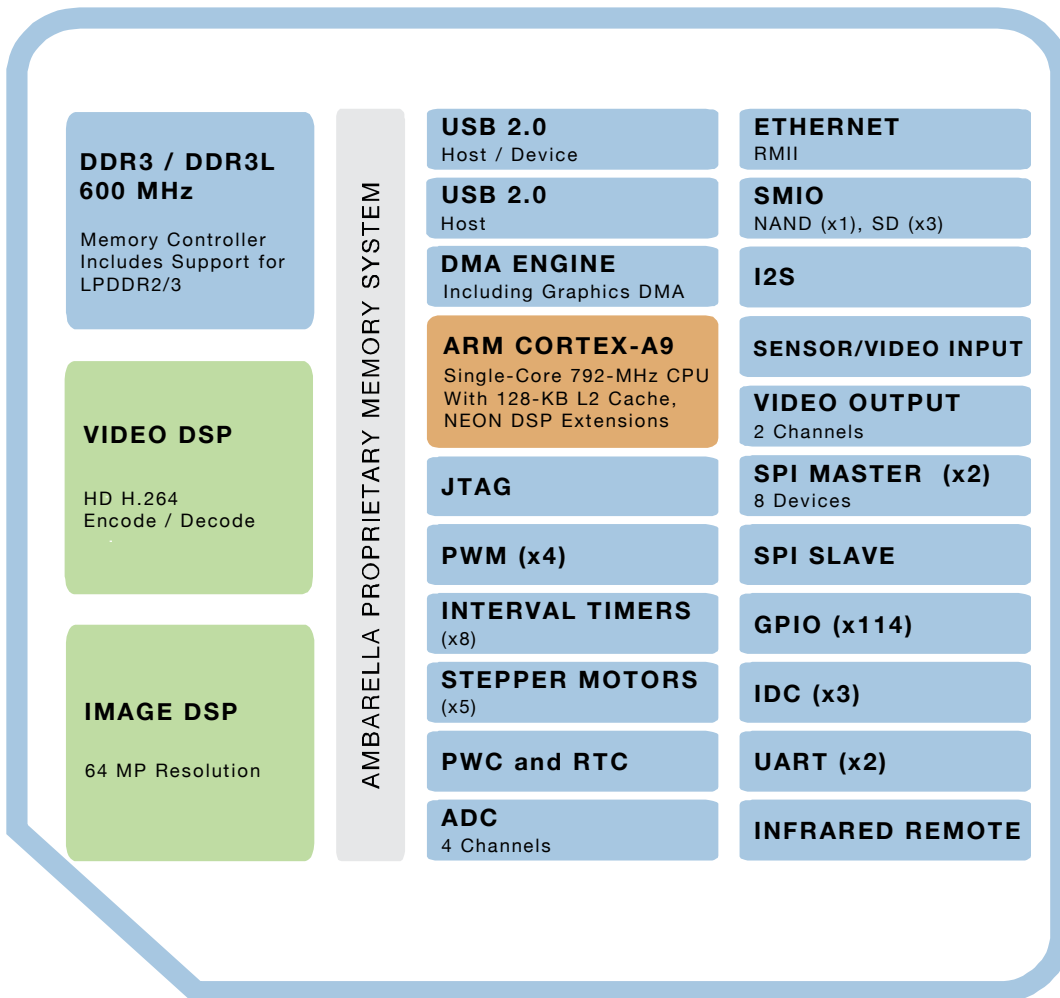 DDR3 / DDR3L
600 MHz
Memory Controller
Includes Support for
LPDDR2/3
VIDEO DSP
HD H.264
Encode / Decode
IMAGE DSP
64 MP Resolution
AMBARELLA PROPRIETARY MEMORY SYSTEM
USB 2.0
Host / Device
USB 2.0
Host
DMA ENGINE
Including Graphics DMA
ARM CORTEX-A9
Single-Core 792-MHz CPU
With 128-KB L2 Cache,
NEON DSP Extensions
JTAG
PWM (x4)
INTERVAL TIMERS
(x8)
STEPPER MOTORS
(x5)
PWC and RTC
ADC
4 Channels
ETHERNET
RMII
SMIO
NAND (x1), SD (x3)
I2S
SENSOR/VIDEO INPUT
VIDEO OUTPUT
2 Channels
SPI MASTER (x2)
8 Devices
SPI SLAVE
GPIO (x114)
IDC (x3)
UART (x2)
INFRARED REMOTE